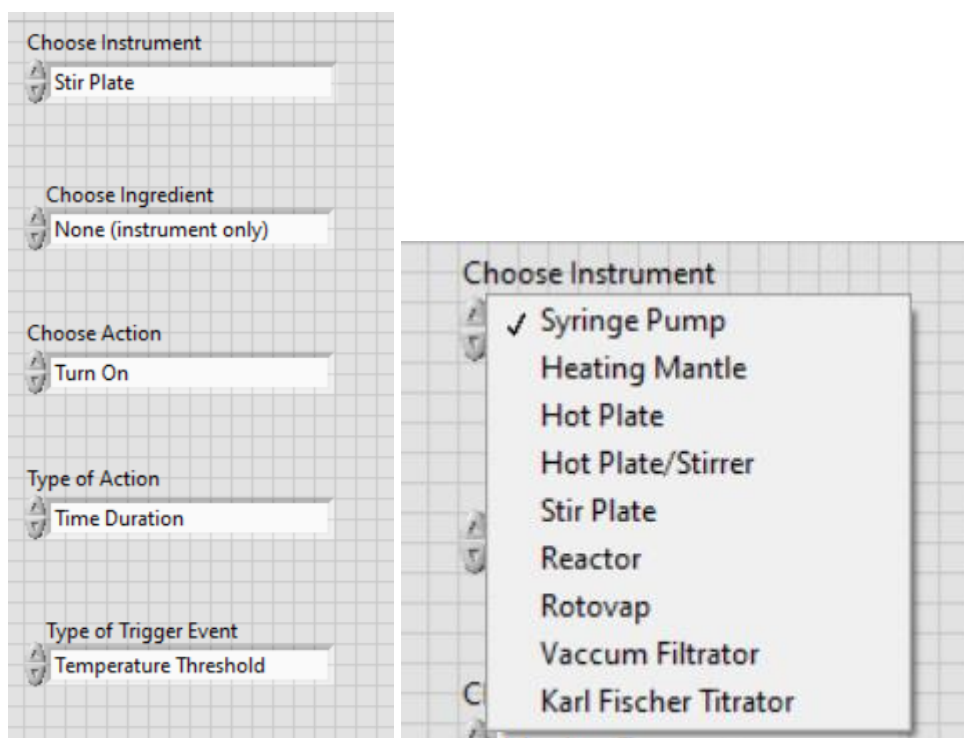 Choose Instrument
Stir Plate
Choose Ingredient
None (instrument only)
Choose Action
Turn On
Type of Action
Time Duration
Type of Trigger Event
Temperature Threshold
Choose Instrument
✓ Syringe Pump
Heating Mantle
Hot Plate
Hot Plate/Stirrer
Stir Plate
Reactor
Rotovap
Vaccum Filtrator
Karl Fischer Titrator
C